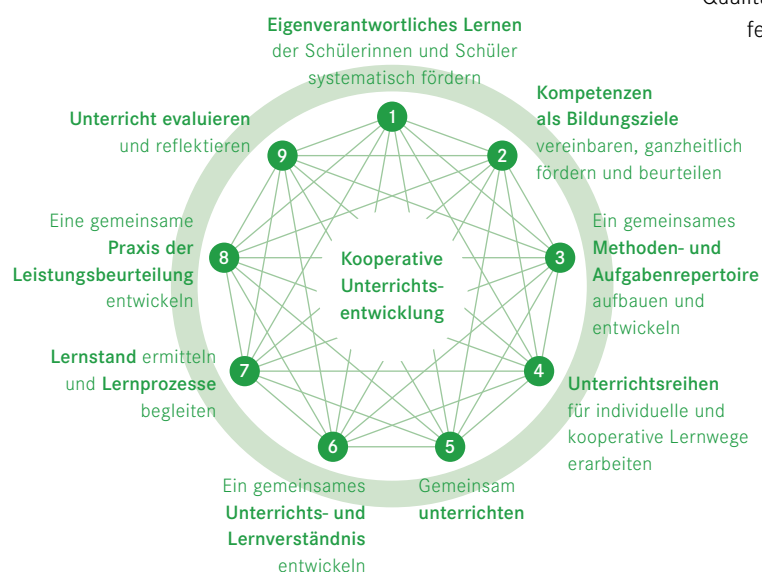 Eigenverantwortliches Lernen
der Schülerinnen und Schüler
systematisch fördern
1
Kompetenzen
als Bildungsziele
vereinbaren, ganzheitlich
fördern und beurteilen
2
Ein gemeinsames
Methoden- und
Aufgabenrepertoire
aufbauen und
entwickeln
3
Unterrichtsreihen
für individuelle und
kooperative Lernwege
erarbeiten
4
Gemeinsam
unterrichten
5
Ein gemeinsames
Unterrichts- und
Lernverständnis
entwickeln
6
Lernstand ermitteln
und Lernprozesse
begleiten
7
Eine gemeinsame
Praxis der
Leistungsbeurteilung
entwickeln
8
Unterricht evaluieren
und reflektieren
9
Kooperative
Unterrichts-
entwicklung
fe